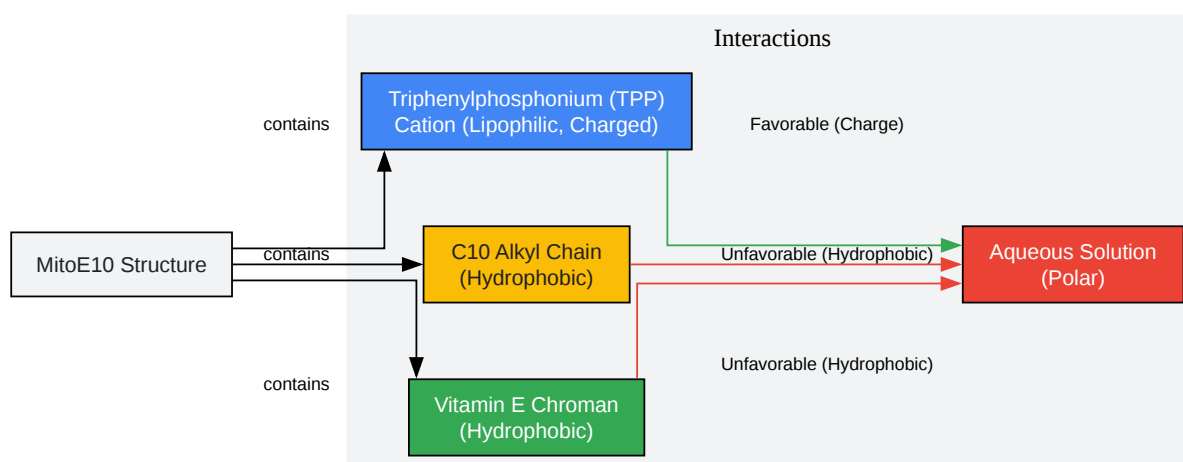 Interactions
Triphenylphosphonium (TPP)
Cation (Lipophilic, Charged)
contains
Favorable (Charge)
MitoE10 Structure
contains
C10 Alkyl Chain
(Hydrophobic)
Unfavorable (Hydrophobic)
Aqueous Solution
(Polar)
contains
Vitamin E Chroman
(Hydrophobic)
Unfavorable (Hydrophobic)